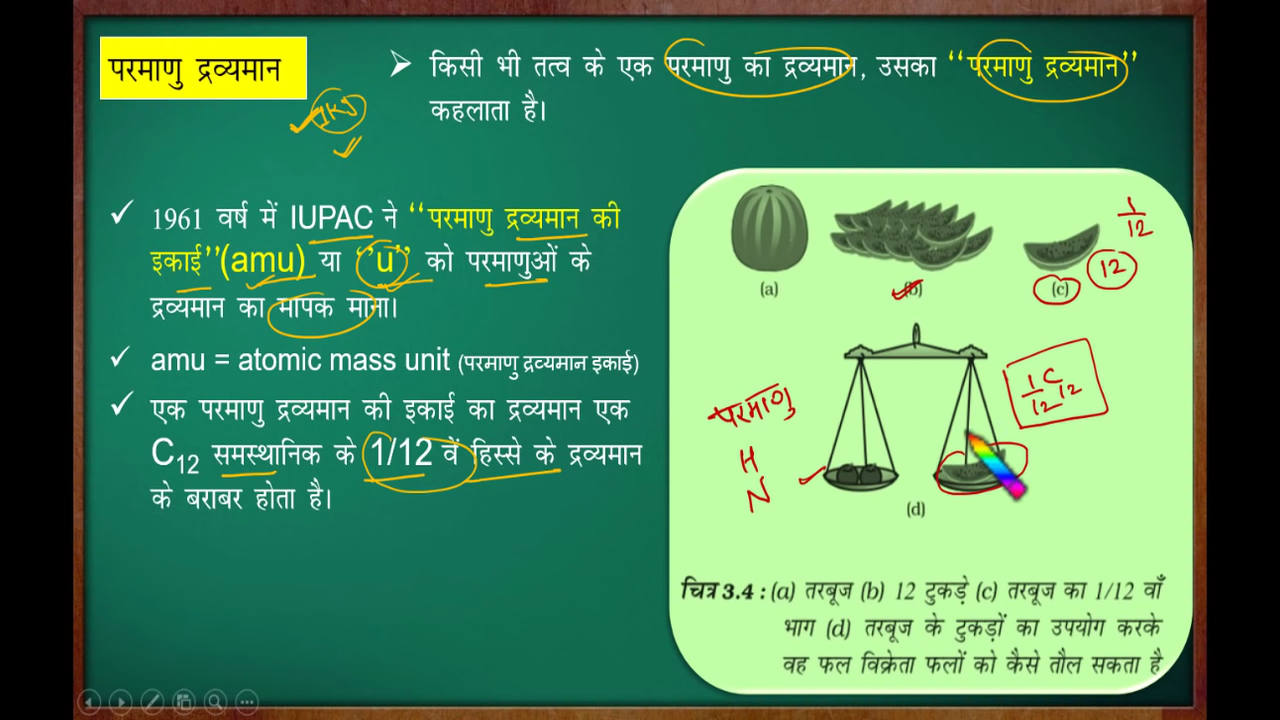 परमाणु द्रव्यमान
किसी भी तत्व के एक परमाणु का द्रव्यमान, उसका “परमाणु द्रव्यमान”
कहलाता है।
1kg
1961 वर्ष में IUPAC ने “परमाणु द्रव्यमान की
इकाई”(amu) या “u” को परमाणुओं के
द्रव्यमान का मापक माना।
amu = atomic mass unit (परमाणु द्रव्यमान इकाई)
एक परमाणु द्रव्यमान की इकाई का द्रव्यमान एक
C₁₂ समस्थानिक के 1/12 वें हिस्से के द्रव्यमान
के बराबर होता है।
1/12
12
(a) (b) (c)
1/12 C12
परमाणु
H
N
(d)
चित्र 3.4 : (a) तरबूज (b) 12 टुकड़े (c) तरबूज का 1/12 वाँ
भाग (d) तरबूज के टुकड़ों का उपयोग करके
वह फल विक्रेता फलों को कैसे तौल सकता है